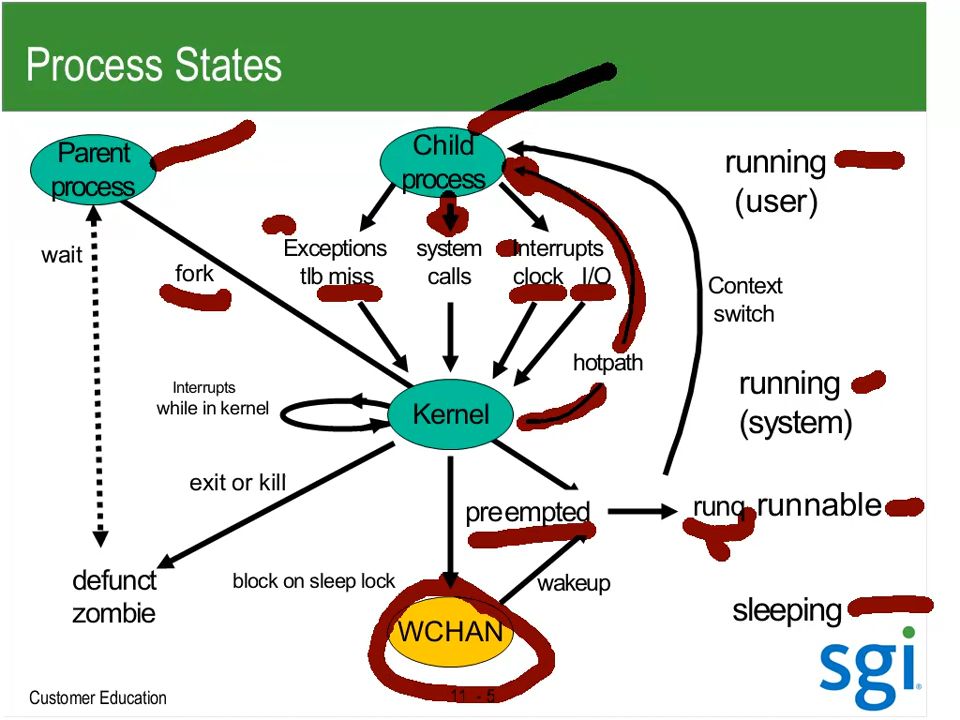 Process States
Parent
process
Child
process
running
(user)
wait
fork
Exceptions
tlb miss
system
calls
Interrupts
clock I/O
Context
switch
hotpath
Interrupts
while in kernel
Kernel
running
(system)
exit or kill
preempted
runq runnable
defunct
zombie
block on sleep lock
wakeup
WCHAN
sleeping
sgi
Customer Education
11 - 5